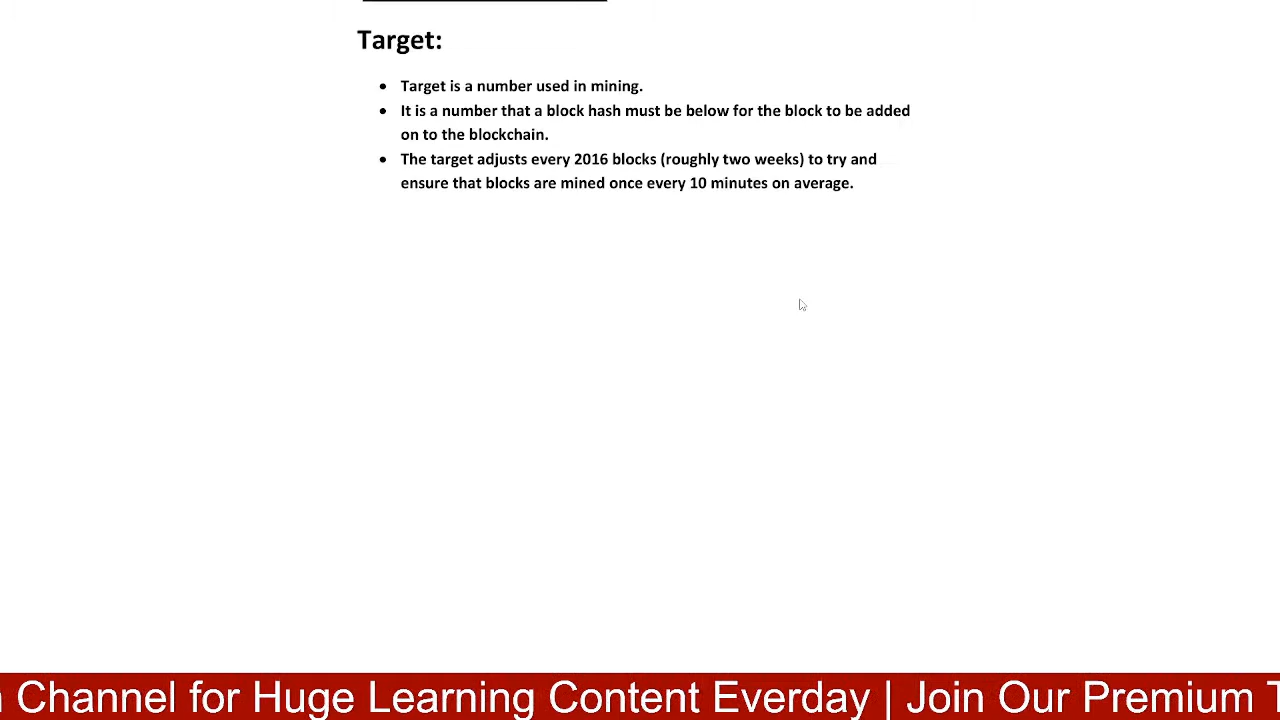 Target:
• Target is a number used in mining.
• It is a number that a block hash must be below for the block to be added
on to the blockchain.
• The target adjusts every 2016 blocks (roughly two weeks) to try and
ensure that blocks are mined once every 10 minutes on average.
Channel for Huge Learning Content Everday | Join Our Premium